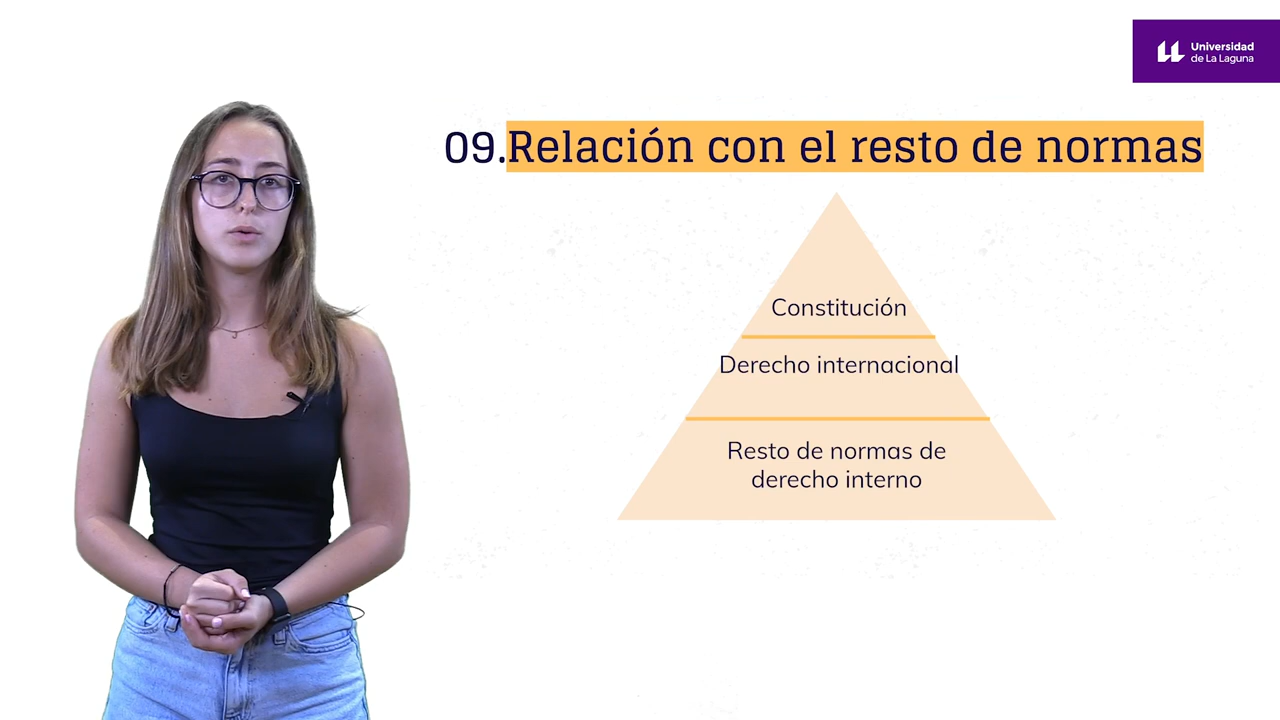 Universidad
de La Laguna
09.Relación con el resto de normas
Constitución
Derecho internacional
Resto de normas de
derecho interno